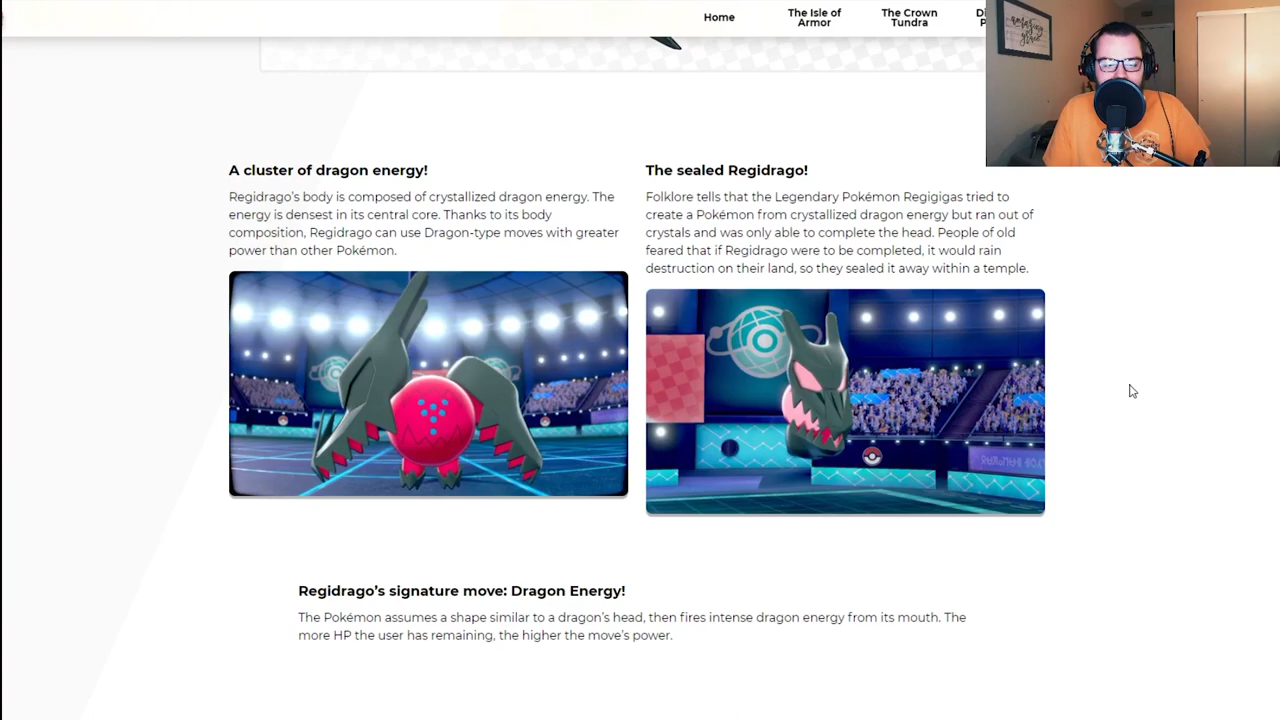 Home
The Isle of
Armor
The Crown
Tundra
A cluster of dragon energy!
Regidrago’s body is composed of crystallized dragon energy. The
energy is densest in its central core. Thanks to its body
composition, Regidrago can use Dragon-type moves with greater
power than other Pokémon.
The sealed Regidrago!
Folklore tells that the Legendary Pokémon Regigigas tried to
create a Pokémon from crystallized dragon energy but ran out of
crystals and was only able to complete the head. People of old
feared that if Regidrago were to be completed, it would rain
destruction on their land, so they sealed it away within a temple.
Regidrago’s signature move: Dragon Energy!
The Pokémon assumes a shape similar to a dragon’s head, then fires intense dragon energy from its mouth. The
more HP the user has remaining, the higher the move’s power.